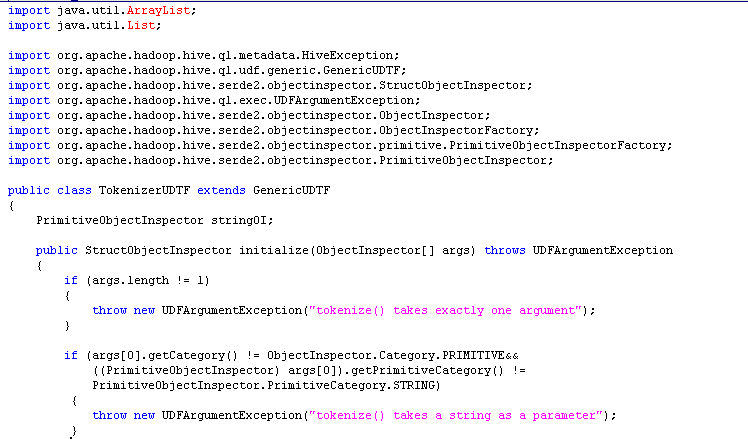 import java.util.ArrayList;
import java.util.List;
import org.apache.hadoop.hive.ql.metadata.HiveException;
import org.apache.hadoop.hive.ql.udf.generic.GenericUDTF;
import org.apache.hadoop.hive.serde2.objectinspector.StructObjectInspector;
import org.apache.hadoop.hive.ql.exec.UDFArgumentException;
import org.apache.hadoop.hive.serde2.objectinspector.ObjectInspector;
import org.apache.hadoop.hive.serde2.objectinspector.ObjectInspectorFactory;
import org.apache.hadoop.hive.serde2.objectinspector.primitive.PrimitiveObjectInspectorFactory;
import org.apache.hadoop.hive.serde2.objectinspector.PrimitiveObjectInspector;
public class TokenizerUDTF extends GenericUDTF
{
    PrimitiveObjectInspector stringOI;
    public StructObjectInspector initialize(ObjectInspector[] args) throws UDFArgumentException
    {
        if (args.length != 1)
        {
            throw new UDFArgumentException("tokenize() takes exactly one argument");
        }
        if (args[0].getCategory() != ObjectInspector.Category.PRIMITIVE&&
            ((PrimitiveObjectInspector) args[0]).getPrimitiveCategory() !=
            PrimitiveObjectInspector.PrimitiveCategory.STRING)
         {
            throw new UDFArgumentException("tokenize() takes a string as a parameter");
         }